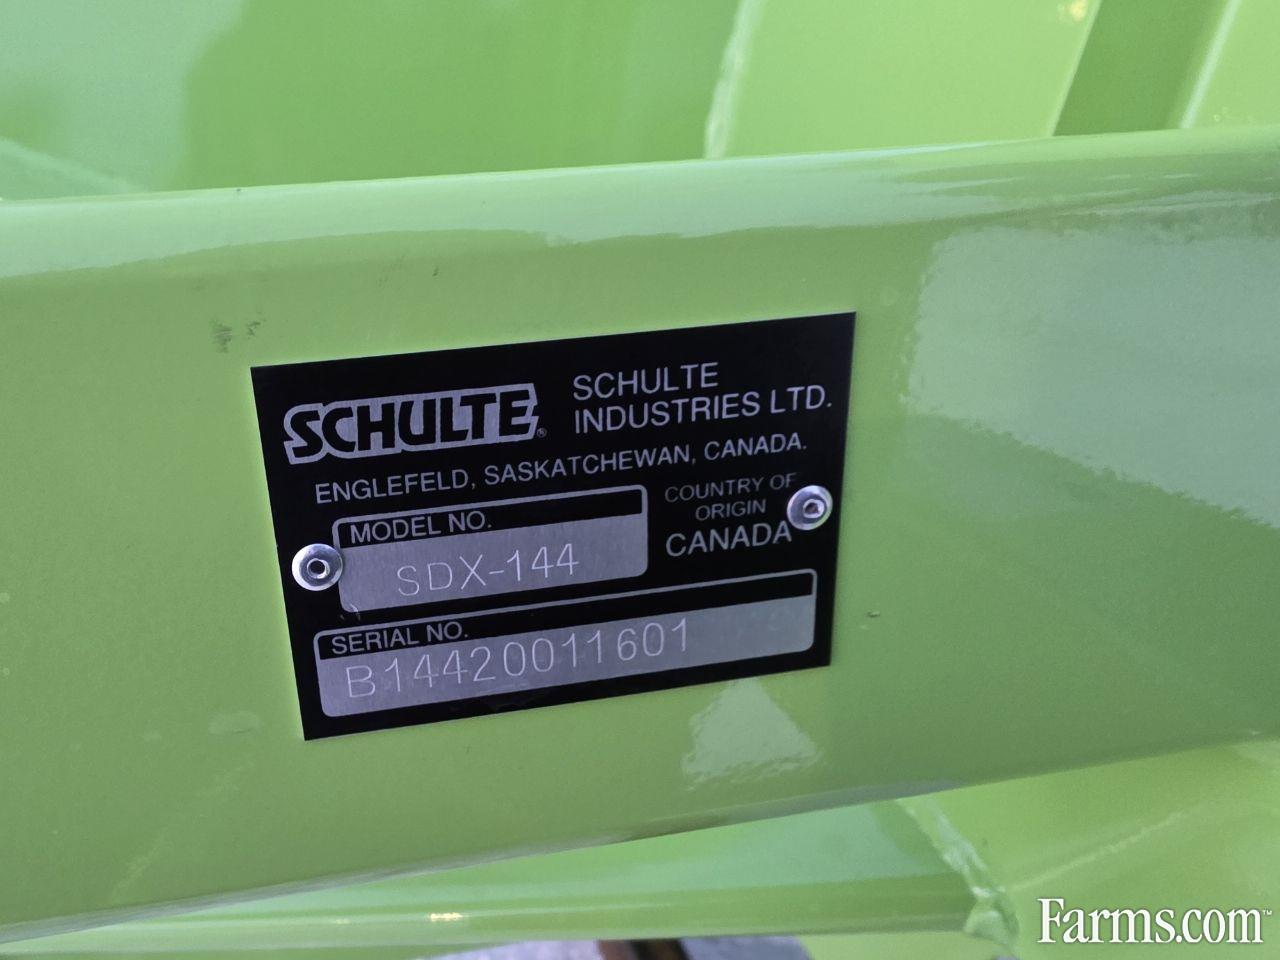 SCHULTE®
SCHULTE
INDUSTRIES LTD.
ENGLEFELD, SASKATCHEWAN, CANADA.
MODEL NO.
SDX-144
COUNTRY OF
ORIGIN
CANADA
SERIAL NO.
B14420011601
Farms.com™